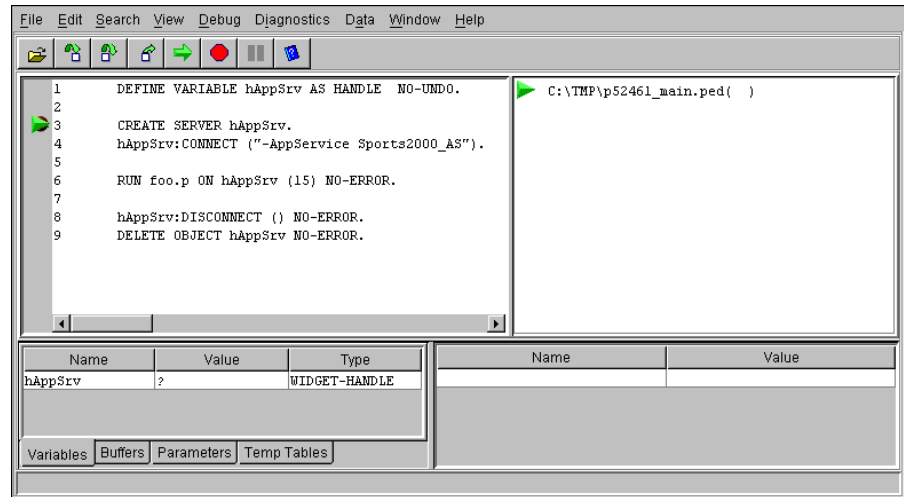 File Edit Search View Debug Diagnostics Data Window Help
1 DEFINE VARIABLE hAppSrv AS HANDLE NO-UNDO.
2
3 CREATE SERVER hAppSrv.
4 hAppSrv:CONNECT ("-AppService Sports2000_AS").
5
6 RUN foo.p ON hAppSrv (15) NO-ERROR.
7
8 hAppSrv:DISCONNECT () NO-ERROR.
9 DELETE OBJECT hAppSrv NO-ERROR.
C:\TMP\p52461_main.ped( )
Name Value Type
hAppSrv ? WIDGET-HANDLE
Variables Buffers Parameters Temp Tables
Name Value